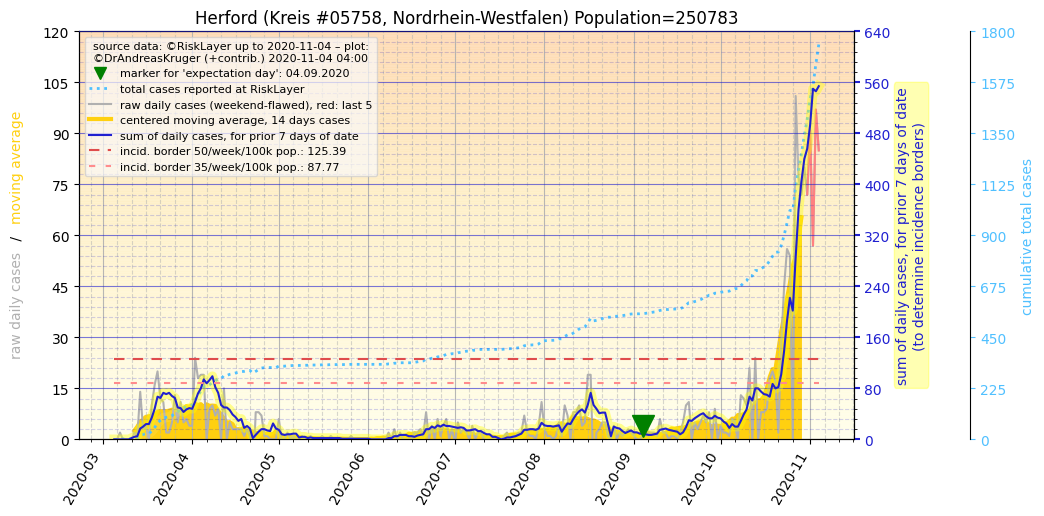 Herford (Kreis #05758, Nordrhein-Westfalen) Population=250783
source data: ©RiskLayer up to 2020-11-04 – plot:
©DrAndreasKruger (+contrib.) 2020-11-04 04:00
marker for 'expectation day': 04.09.2020
total cases reported at RiskLayer
raw daily cases (weekend-flawed), red: last 5
centered moving average, 14 days cases
sum of daily cases, for prior 7 days of date
incid. border 50/week/100k pop.: 125.39
incid. border 35/week/100k pop.: 87.77
raw daily cases / moving average
120
105
90
75
60
45
30
15
0
640
560
480
400
320
240
160
80
0
sum of daily cases, for prior 7 days of date
(to determine incidence borders)
1800
1575
1350
1125
900
675
450
225
0
cumulative total cases
2020-03
2020-04
2020-05
2020-06
2020-07
2020-08
2020-09
2020-10
2020-11